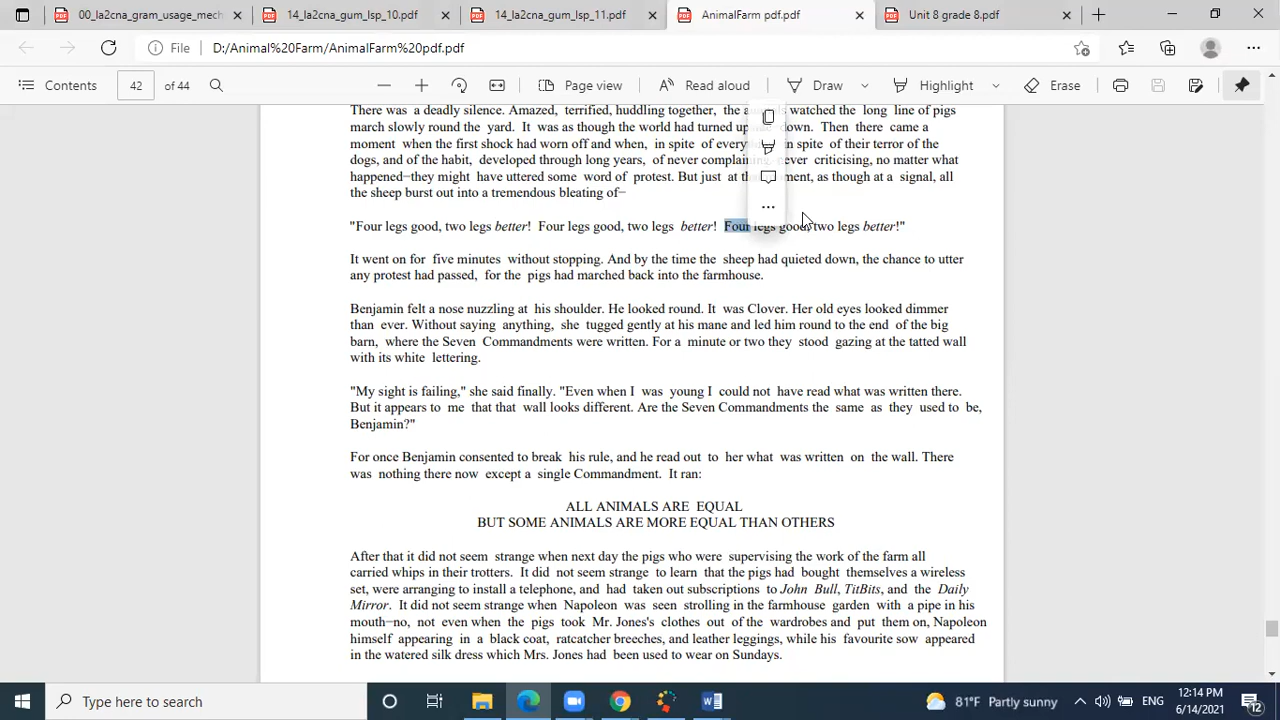 00_la2cna_gram_usage_mech
14_la2cna_gum_lsp_10.pdf
14_la2cna_gum_lsp_11.pdf
AnimalFarm pdf.pdf
Unit 8 grade 8.pdf
File
D:/Animal%20Farm/AnimalFarm%20pdf.pdf
Contents
42
of 44
Page view
Read aloud
Draw
Highlight
Erase
There was a deadly silence. Amazed, terrified, huddling together, the watched the long line of pigs
march slowly round the yard. It was as though the world had turned down. Then there came a
moment when the first shock had worn off and when, in spite of in spite of their terror of the
dogs, and of the habit, developed through long years, of never complaining, never criticising, no matter what
happened—they might have uttered some word of protest. But just at as though at a signal, all
the sheep burst out into a tremendous bleating of—
"Four legs good, two legs better! Four legs good, two legs better! Four legs good, two legs better!"
It went on for five minutes without stopping. And by the time the sheep had quieted down, the chance to utter
any protest had passed, for the pigs had marched back into the farmhouse.
Benjamin felt a nose nuzzling at his shoulder. He looked round. It was Clover. Her old eyes looked dimmer
than ever. Without saying anything, she tugged gently at his mane and led him round to the end of the big
barn, where the Seven Commandments were written. For a minute or two they stood gazing at the tatted wall
with its white lettering.
"My sight is failing," she said finally. "Even when I was young I could not have read what was written there.
But it appears to me that that wall looks different. Are the Seven Commandments the same as they used to be,
Benjamin?"
For once Benjamin consented to break his rule, and he read out to her what was written on the wall. There
was nothing there now except a single Commandment. It ran:
ALL ANIMALS ARE EQUAL
BUT SOME ANIMALS ARE MORE EQUAL THAN OTHERS
After that it did not seem strange when next day the pigs who were supervising the work of the farm all
carried whips in their trotters. It did not seem strange to learn that the pigs had bought themselves a wireless
set, were arranging to install a telephone, and had taken out subscriptions to John Bull, TitBits, and the Daily
Mirror. It did not seem strange when Napoleon was seen strolling in the farmhouse garden with a pipe in his
mouth—no, not even when the pigs took Mr. Jones's clothes out of the wardrobes and put them on, Napoleon
himself appearing in a black coat, ratcatcher breeches, and leather leggings, while his favourite sow appeared
in the watered silk dress which Mrs. Jones had been used to wear on Sundays.
Type here to search
81°F Partly sunny
ENG
12:14 PM
6/14/2021
12